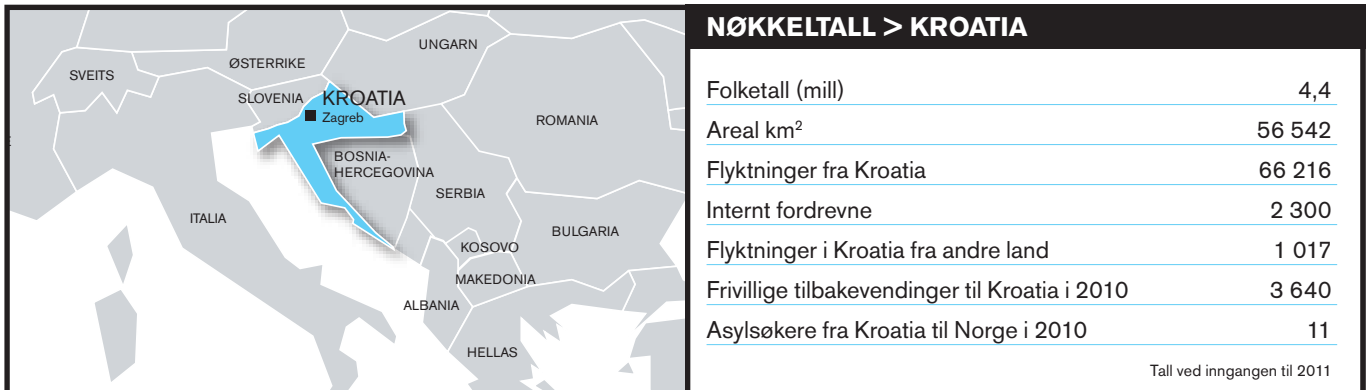 UNGARN
ØSTERRIKE
SVEITS
SLOVENIA
KROATIA
Zagreb
ROMANIA
BOSNIA-
HERCEGOVINA
SERBIA
ITALIA
BULGARIA
KOSOVO
MAKEDONIA
ALBANIA
HELLAS
NØKKELTALL > KROATIA
Folketall (mill) 4,4
Areal km² 56 542
Flyktninger fra Kroatia 66 216
Internt fordrevne 2 300
Flyktninger i Kroatia fra andre land 1 017
Frivillige tilbakevendinger til Kroatia i 2010 3 640
Asylsøkere fra Kroatia til Norge i 2010 11
Tall ved inngangen til 2011